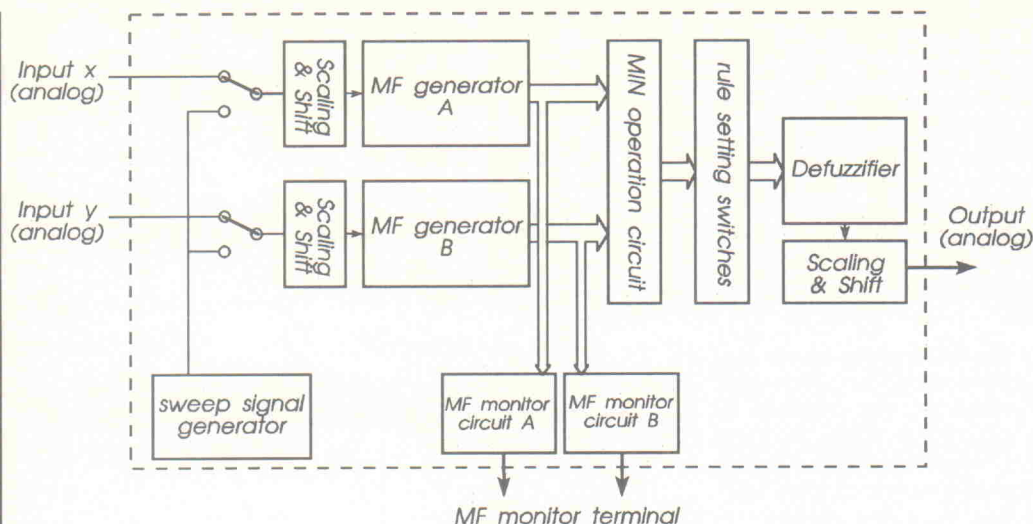 Input x
(analog)
Scaling
& Shift
MF generator
A
MIN operation circuit
rule setting switches
Defuzzifier
Input y
(analog)
Scaling
& Shift
MF generator
B
Output
(analog)
Scaling
& Shift
sweep signal
generator
MF monitor
circuit A
MF monitor
circuit B
MF monitor terminal